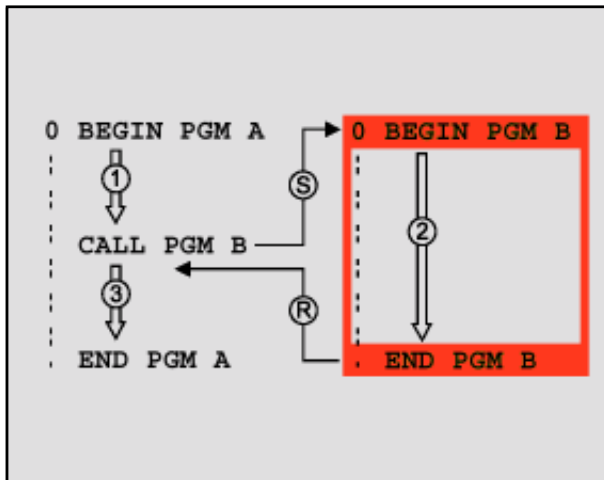 0 BEGIN PGM A
1
CALL PGM B
3
END PGM A
S
R
0 BEGIN PGM B
2
END PGM B